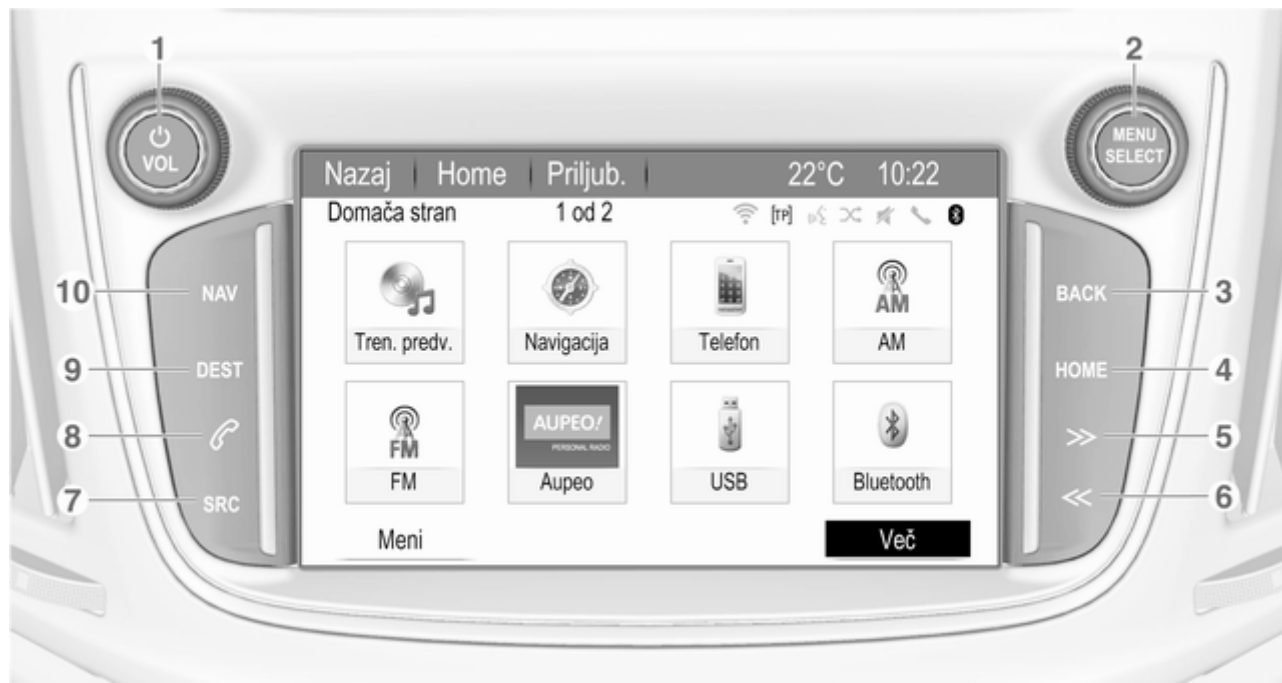 1
2
VOL
MENU
SELECT
Nazaj Home Priljub. 22°C 10:22
Domača stran 1 od 2 [TP]
10 NAV
BACK 3
AM
Tren. predv. Navigacija Telefon AM
9 DEST
HOME 4
8
FM
AUPEO!
PERSONAL RADIO
5
FM Aupeo USB Bluetooth
7 SRC
6
Meni Več